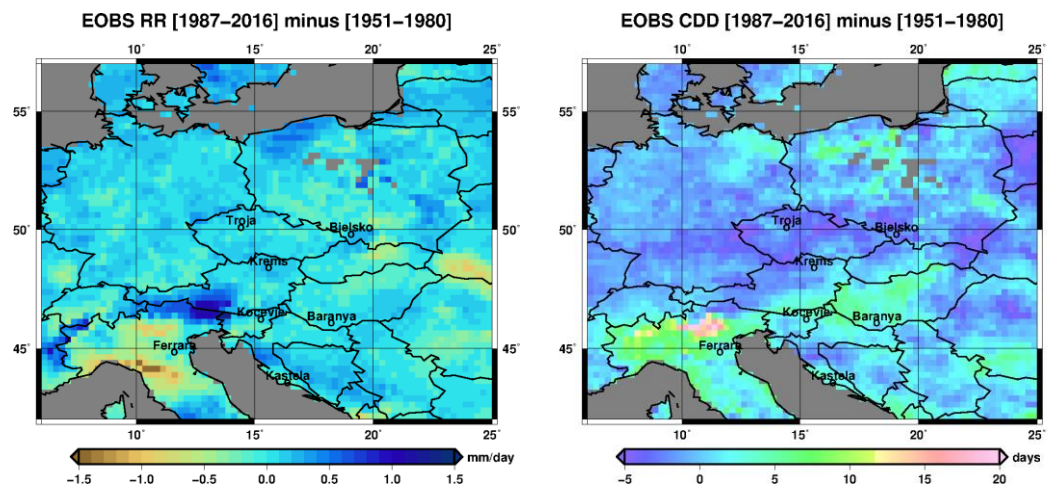 EOBS RR [1987−2016] minus [1951−1980]
10° 15° 20° 25°
55° 55°
Troja
Bielsko
50° 50°
Krems
Kocevje
Baranya
Ferrara
45° 45°
Kastela
10° 15° 20° 25°
mm/day
−1.5 −1.0 −0.5 0.0 0.5 1.0 1.5
EOBS CDD [1987−2016] minus [1951−1980]
10° 15° 20° 25°
55° 55°
Troja
Bielsko
50° 50°
Krems
Kocevje
Baranya
Ferrara
45° 45°
Kastela
10° 15° 20° 25°
days
−5 0 5 10 15 20